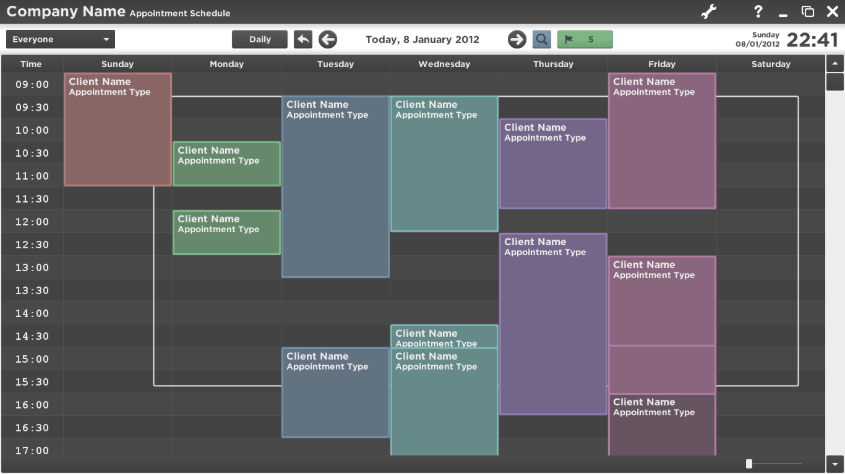 Company Name Appointment Schedule
?
Everyone
Daily
Today, 8 January 2012
5
Sunday
08/01/2012
22:41
Time Sunday Monday Tuesday Wednesday Thursday Friday Saturday
09:00
09:30
10:00
10:30
11:00
11:30
12:00
12:30
13:00
13:30
14:00
14:30
15:00
15:30
16:00
16:30
17:00
Client Name
Appointment Type
Client Name
Appointment Type
Client Name
Appointment Type
Client Name
Appointment Type
Client Name
Appointment Type
Client Name
Appointment Type
Client Name
Appointment Type
Client Name
Appointment Type
Client Name
Appointment Type
Client Name
Appointment Type
Client Name
Appointment Type
Client Name
Appointment Type
Client Name
Appointment Type
Client Name
Appointment Type